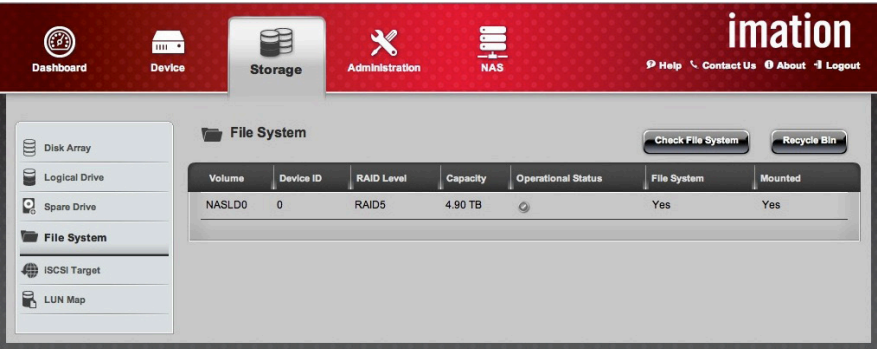 imation
Dashboard Device Storage Administration NAS
Help Contact Us About Logout
File System
Check File System Recycle Bin
Disk Array
Logical Drive
Spare Drive
File System
iSCSI Target
LUN Map
Volume Device ID RAID Level Capacity Operational Status File System Mounted
NASLD0 0 RAID5 4.90 TB Yes Yes